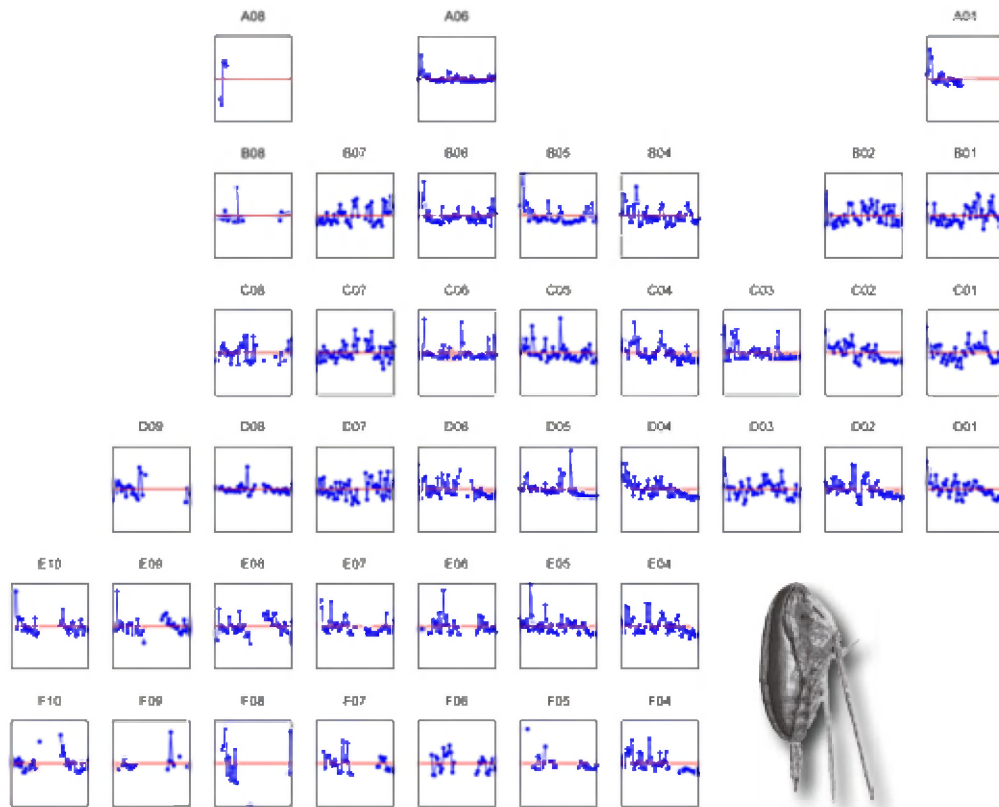 A08 A06 A01
B08 B07 B06 B05 B04 B02 B01
C08 C07 C06 C05 C04 C03 C02 C01
D09 D08 D07 D06 D05 D04 D03 D02 D01
E10 E09 E08 E07 E06 E05 E04
F10 F09 F08 F07 F06 F05 F04